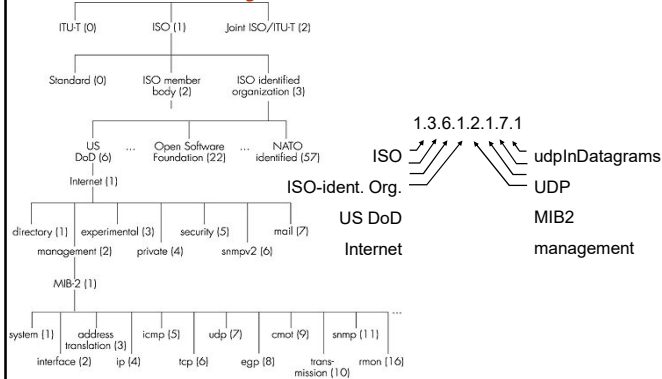 ITU-T (0) ISO (1) Joint ISO/ITU-T (2)
Standard (0) ISO member body (2) ISO identified organization (3)
US DoD (6) ... Open Software Foundation (22) ... NATO identified (57)
Internet (1)
directory (1) experimental (3) security (5) mail (7)
management (2) private (4) snmpv2 (6)
MIB-2 (1)
...
system (1) address translation (3) icmp (5) udp (7) cmot (9) snmp (11)
interface (2) ip (4) tcp (6) egp (8) trans-mission (10) rmon (16)
1.3.6.1.2.1.7.1
ISO
ISO-ident. Org.
US DoD
Internet
udpInDatagrams
UDP
MIB2
management